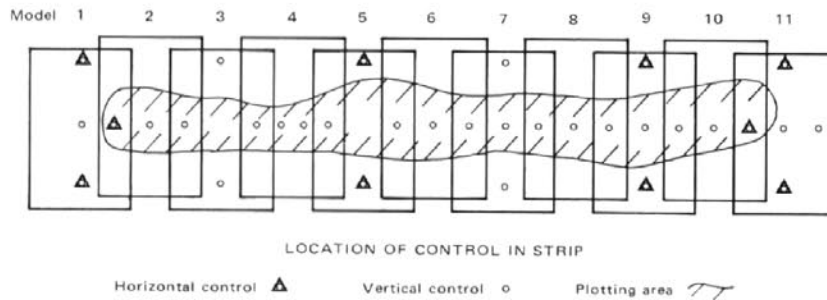 Model 1 2 3 4 5 6 7 8 9 10 11
LOCATION OF CONTROL IN STRIP
Horizontal control Vertical control Plotting area